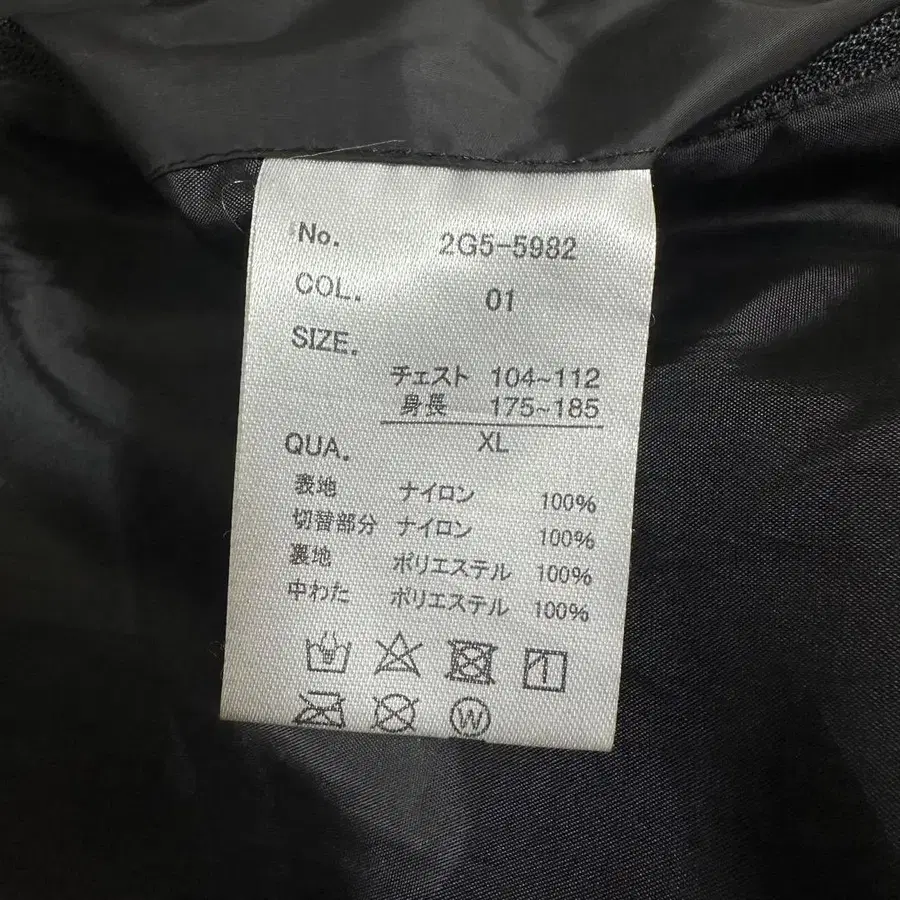 No. 2G5-5982
COL. 01
SIZE.
チェスト 104~112
身長 175~185
XL
QUA.
表地 ナイロン 100%
切替部分 ナイロン 100%
裏地 ポリエステル 100%
中わた ポリエステル 100%
W